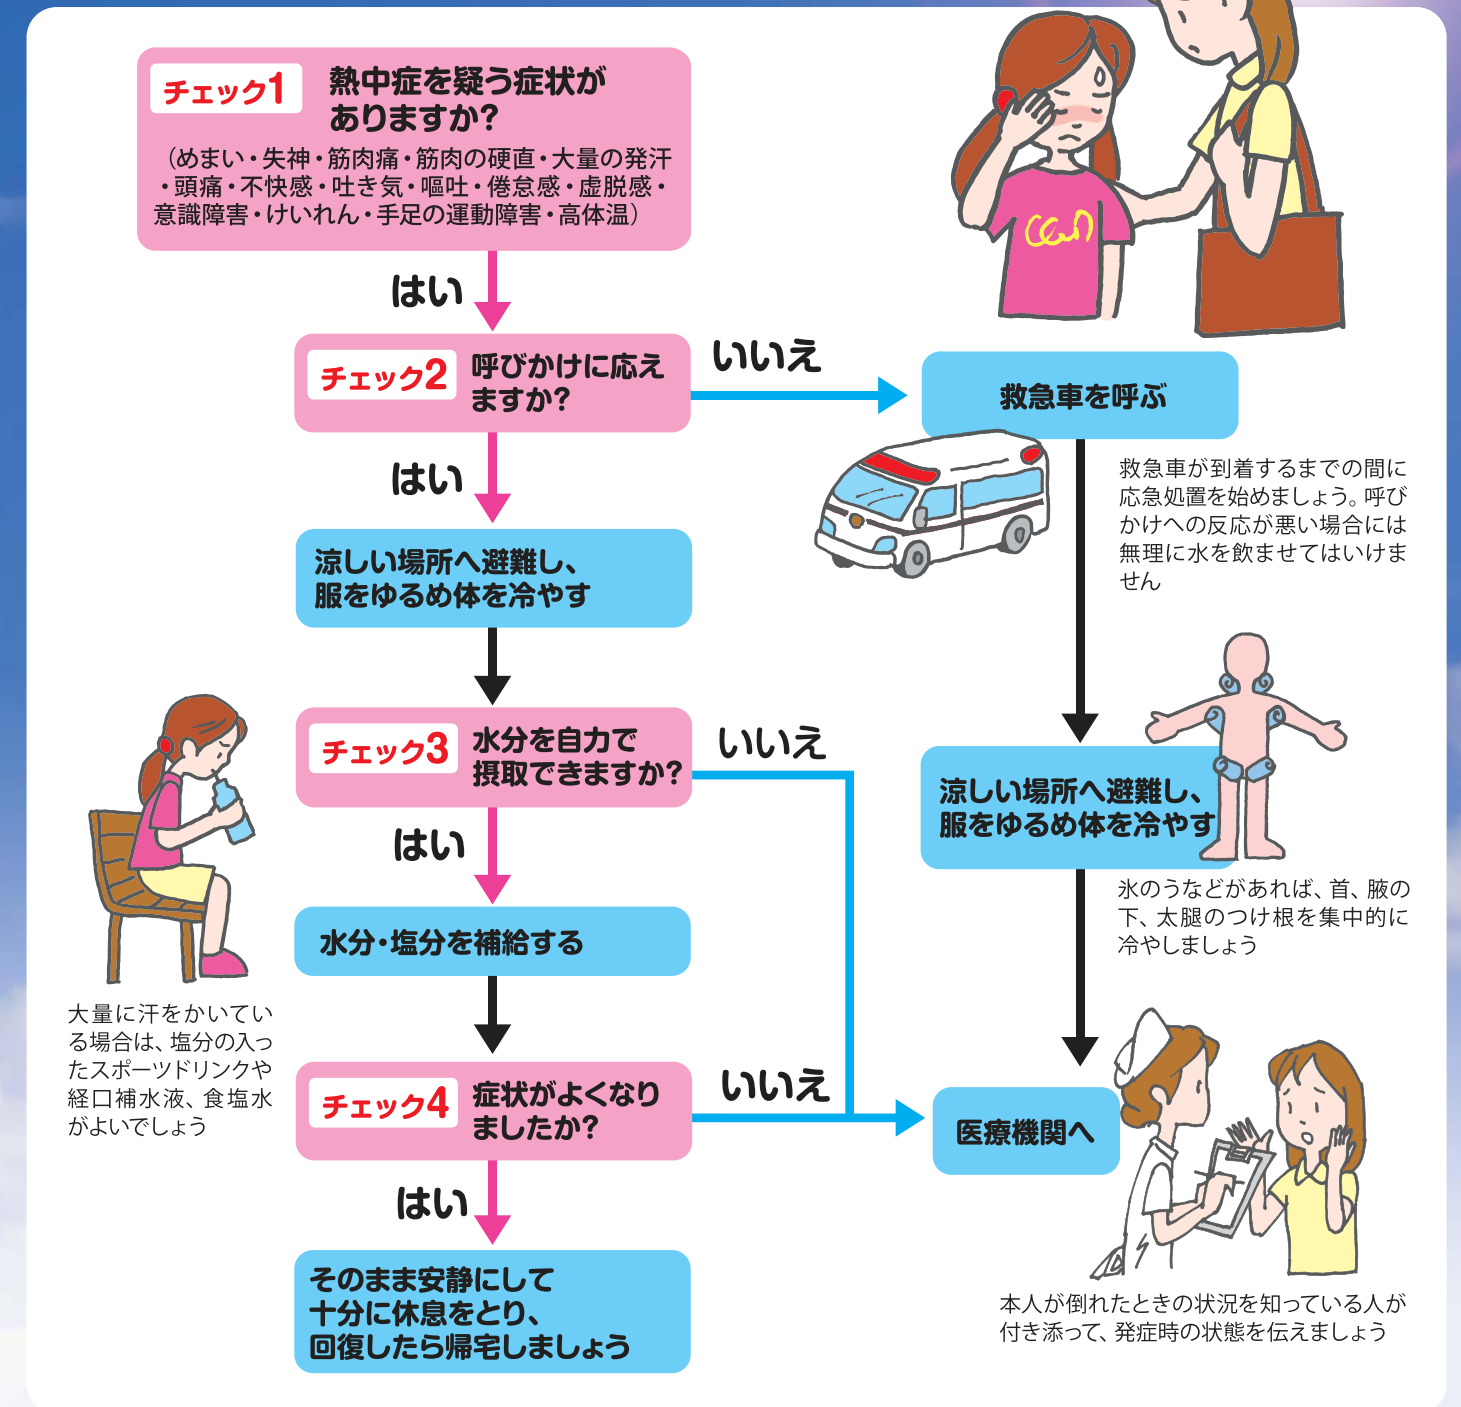 チェック1
熱中症を疑う症状が
ありますか?
（めまい・失神・筋肉痛・筋肉の硬直・大量の発汗
・頭痛・不快感・吐き気・嘔吐・倦怠感・虚脱感・
意識障害・けいれん・手足の運動障害・高体温）
はい
チェック2
呼びかけに応え
ますか?
いいえ
救急車を呼ぶ
救急車が到着するまでの間に
応急処置を始めましょう。呼び
かけへの反応が悪い場合には
無理に水を飲ませてはいけま
せん
はい
涼しい場所へ避難し、
服をゆるめ体を冷やす
チェック3
水分を自力で
摂取できますか?
いいえ
涼しい場所へ避難し、
服をゆるめ体を冷やす
氷のうなどがあれば、首、腋の
下、太腿のつけ根を集中的に
冷やしましょう
はい
水分・塩分を補給する
大量に汗をかいてい
る場合は、塩分の入っ
たスポーツドリンクや
経口補水液、食塩水
がよいでしょう
チェック4
症状がよくなり
ましたか?
いいえ
医療機関へ
本人が倒れたときの状況を知っている人が
付き添って、発症時の状態を伝えましょう
はい
そのまま安静にして
十分に休息をとり、
回復したら帰宅しましょう